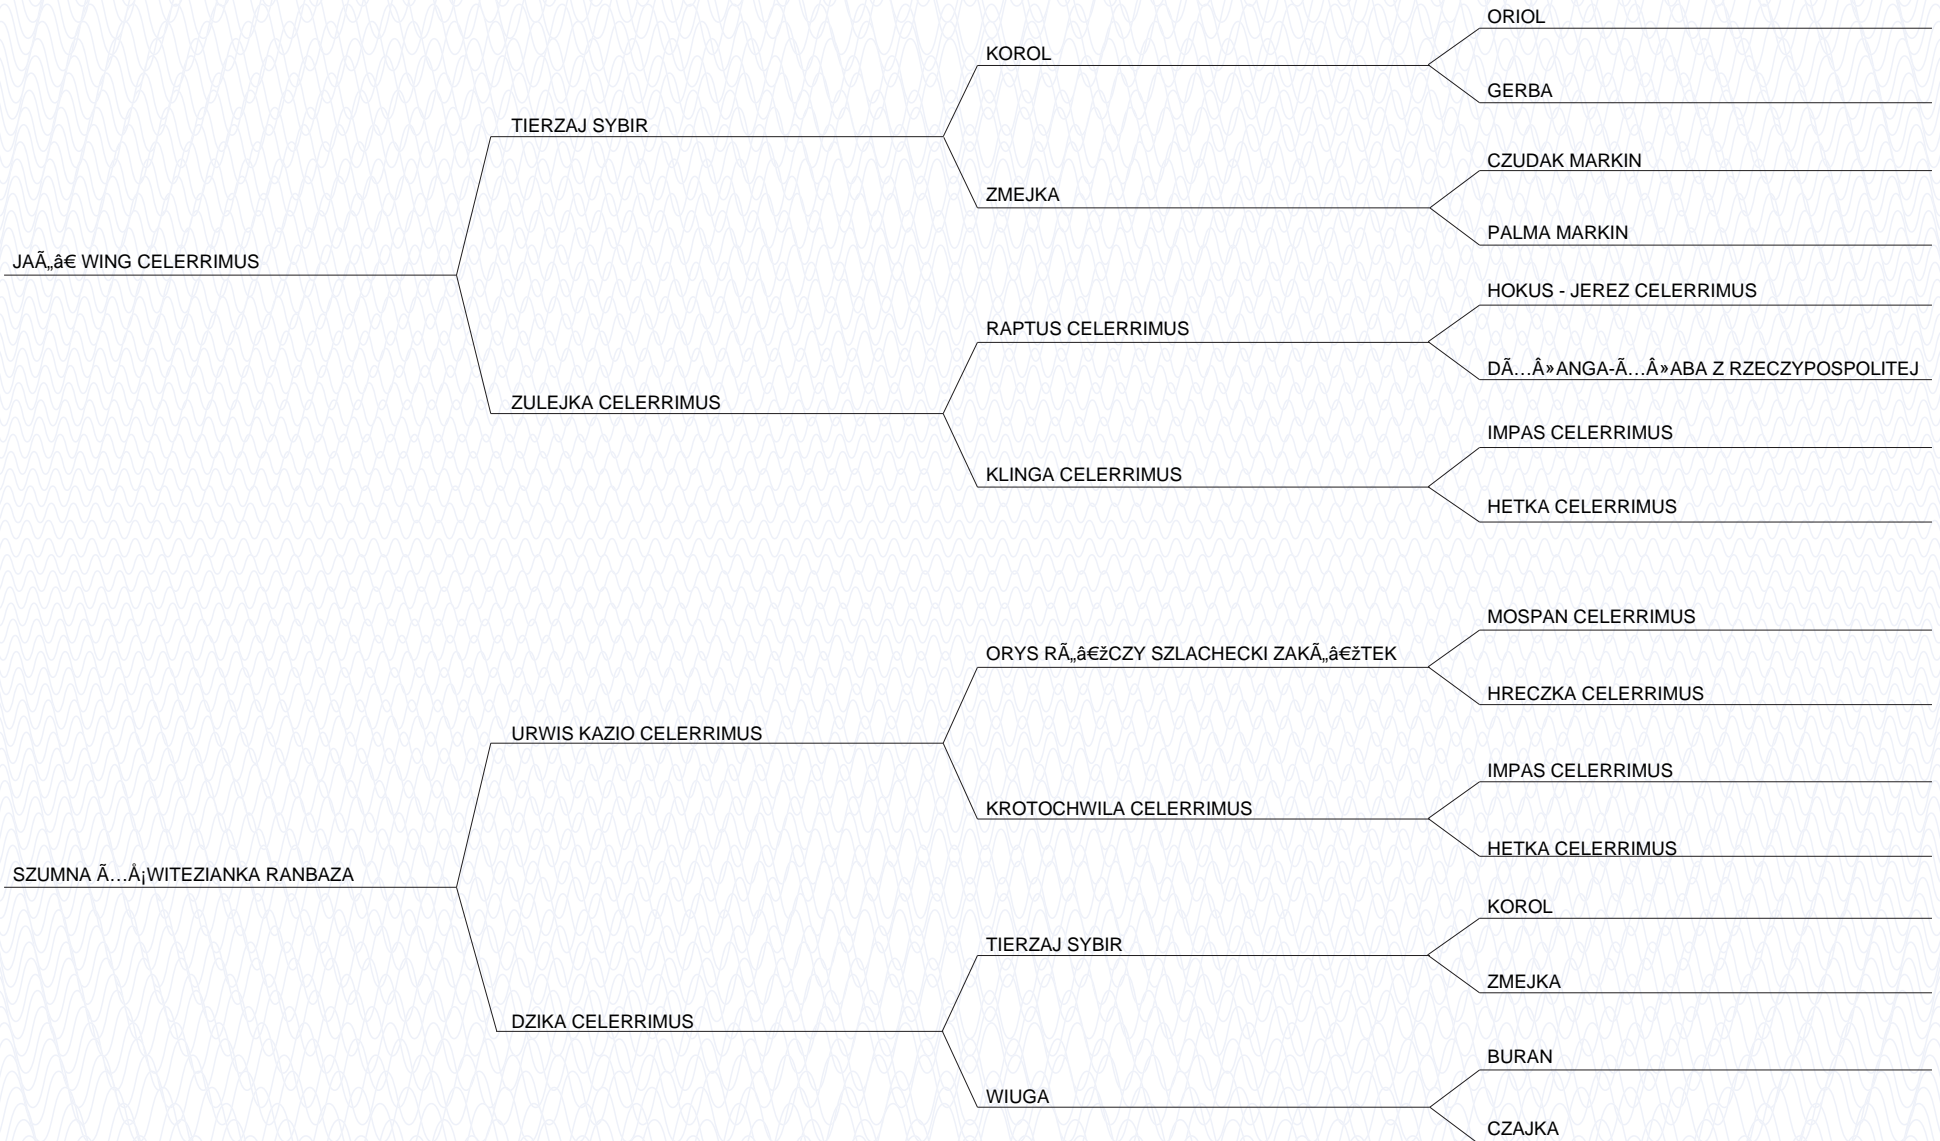 ORIOL
KOROL
GERBA
TIERZAJ SYBIR
CZUDAK MARKIN
ZMEJKA
PALMA MARKIN
JAÃ„â€ WING CELERRIMUS
HOKUS - JEREZ CELERRIMUS
RAPTUS CELERRIMUS
DÃ…Â»ANGA-Ã…Â»ABA Z RZECZYPOSPOLITEJ
ZULEJKA CELERRIMUS
IMPAS CELERRIMUS
KLINGA CELERRIMUS
HETKA CELERRIMUS
MOSPAN CELERRIMUS
ORYS RÃ„â€žCZY SZLACHECKI ZAKÃ„â€žTEK
HRECZKA CELERRIMUS
URWIS KAZIO CELERRIMUS
IMPAS CELERRIMUS
KROTOCHWILA CELERRIMUS
HETKA CELERRIMUS
SZUMNA Ã…Å¡WITEZIANKA RANBAZA
KOROL
TIERZAJ SYBIR
ZMEJKA
DZIKA CELERRIMUS
BURAN
WIUGA
CZAJKA